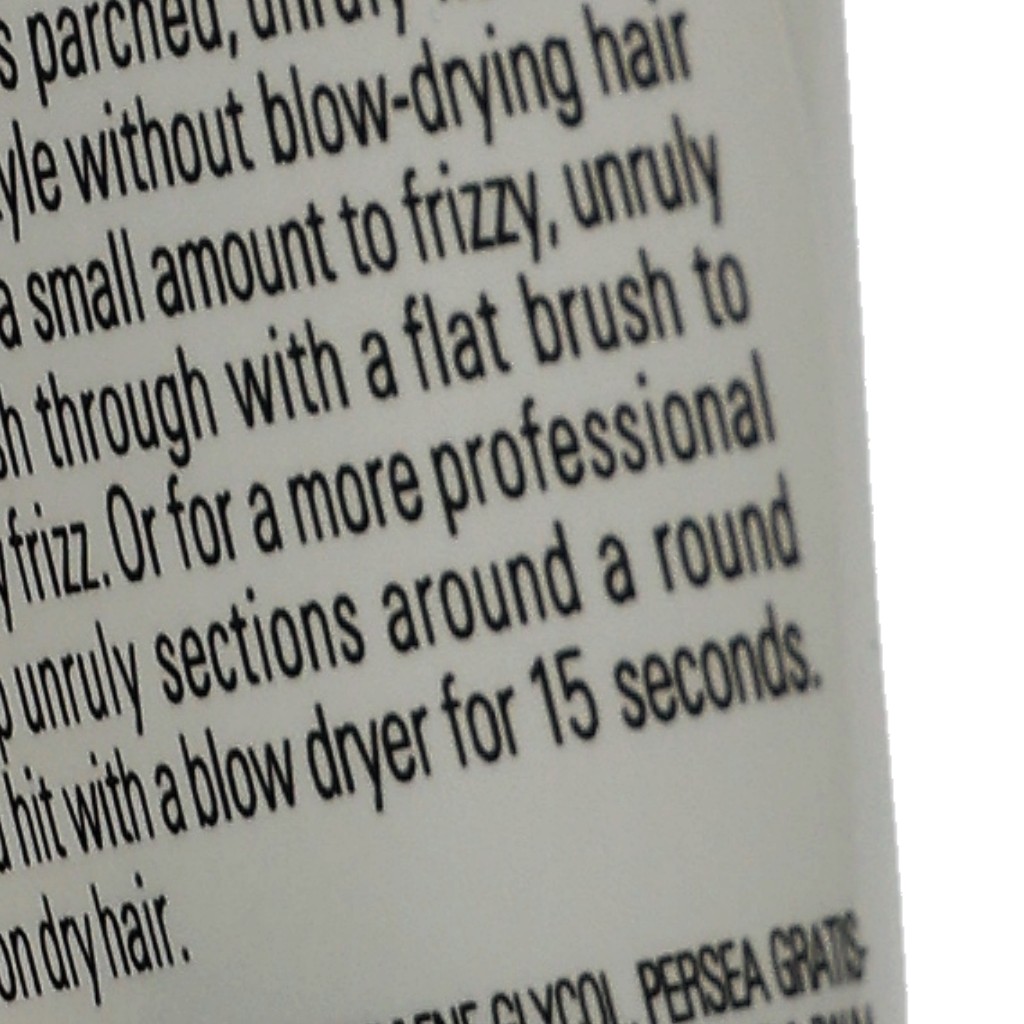 parched, unruly
without blow-drying hair
a small amount to frizzy, unruly
through with a flat brush to
frizz. Or for a more professional
unruly sections around a round
hit with a blow dryer for 15 seconds.
on dry hair.
GLYCOL, PERSEA GRATIS-